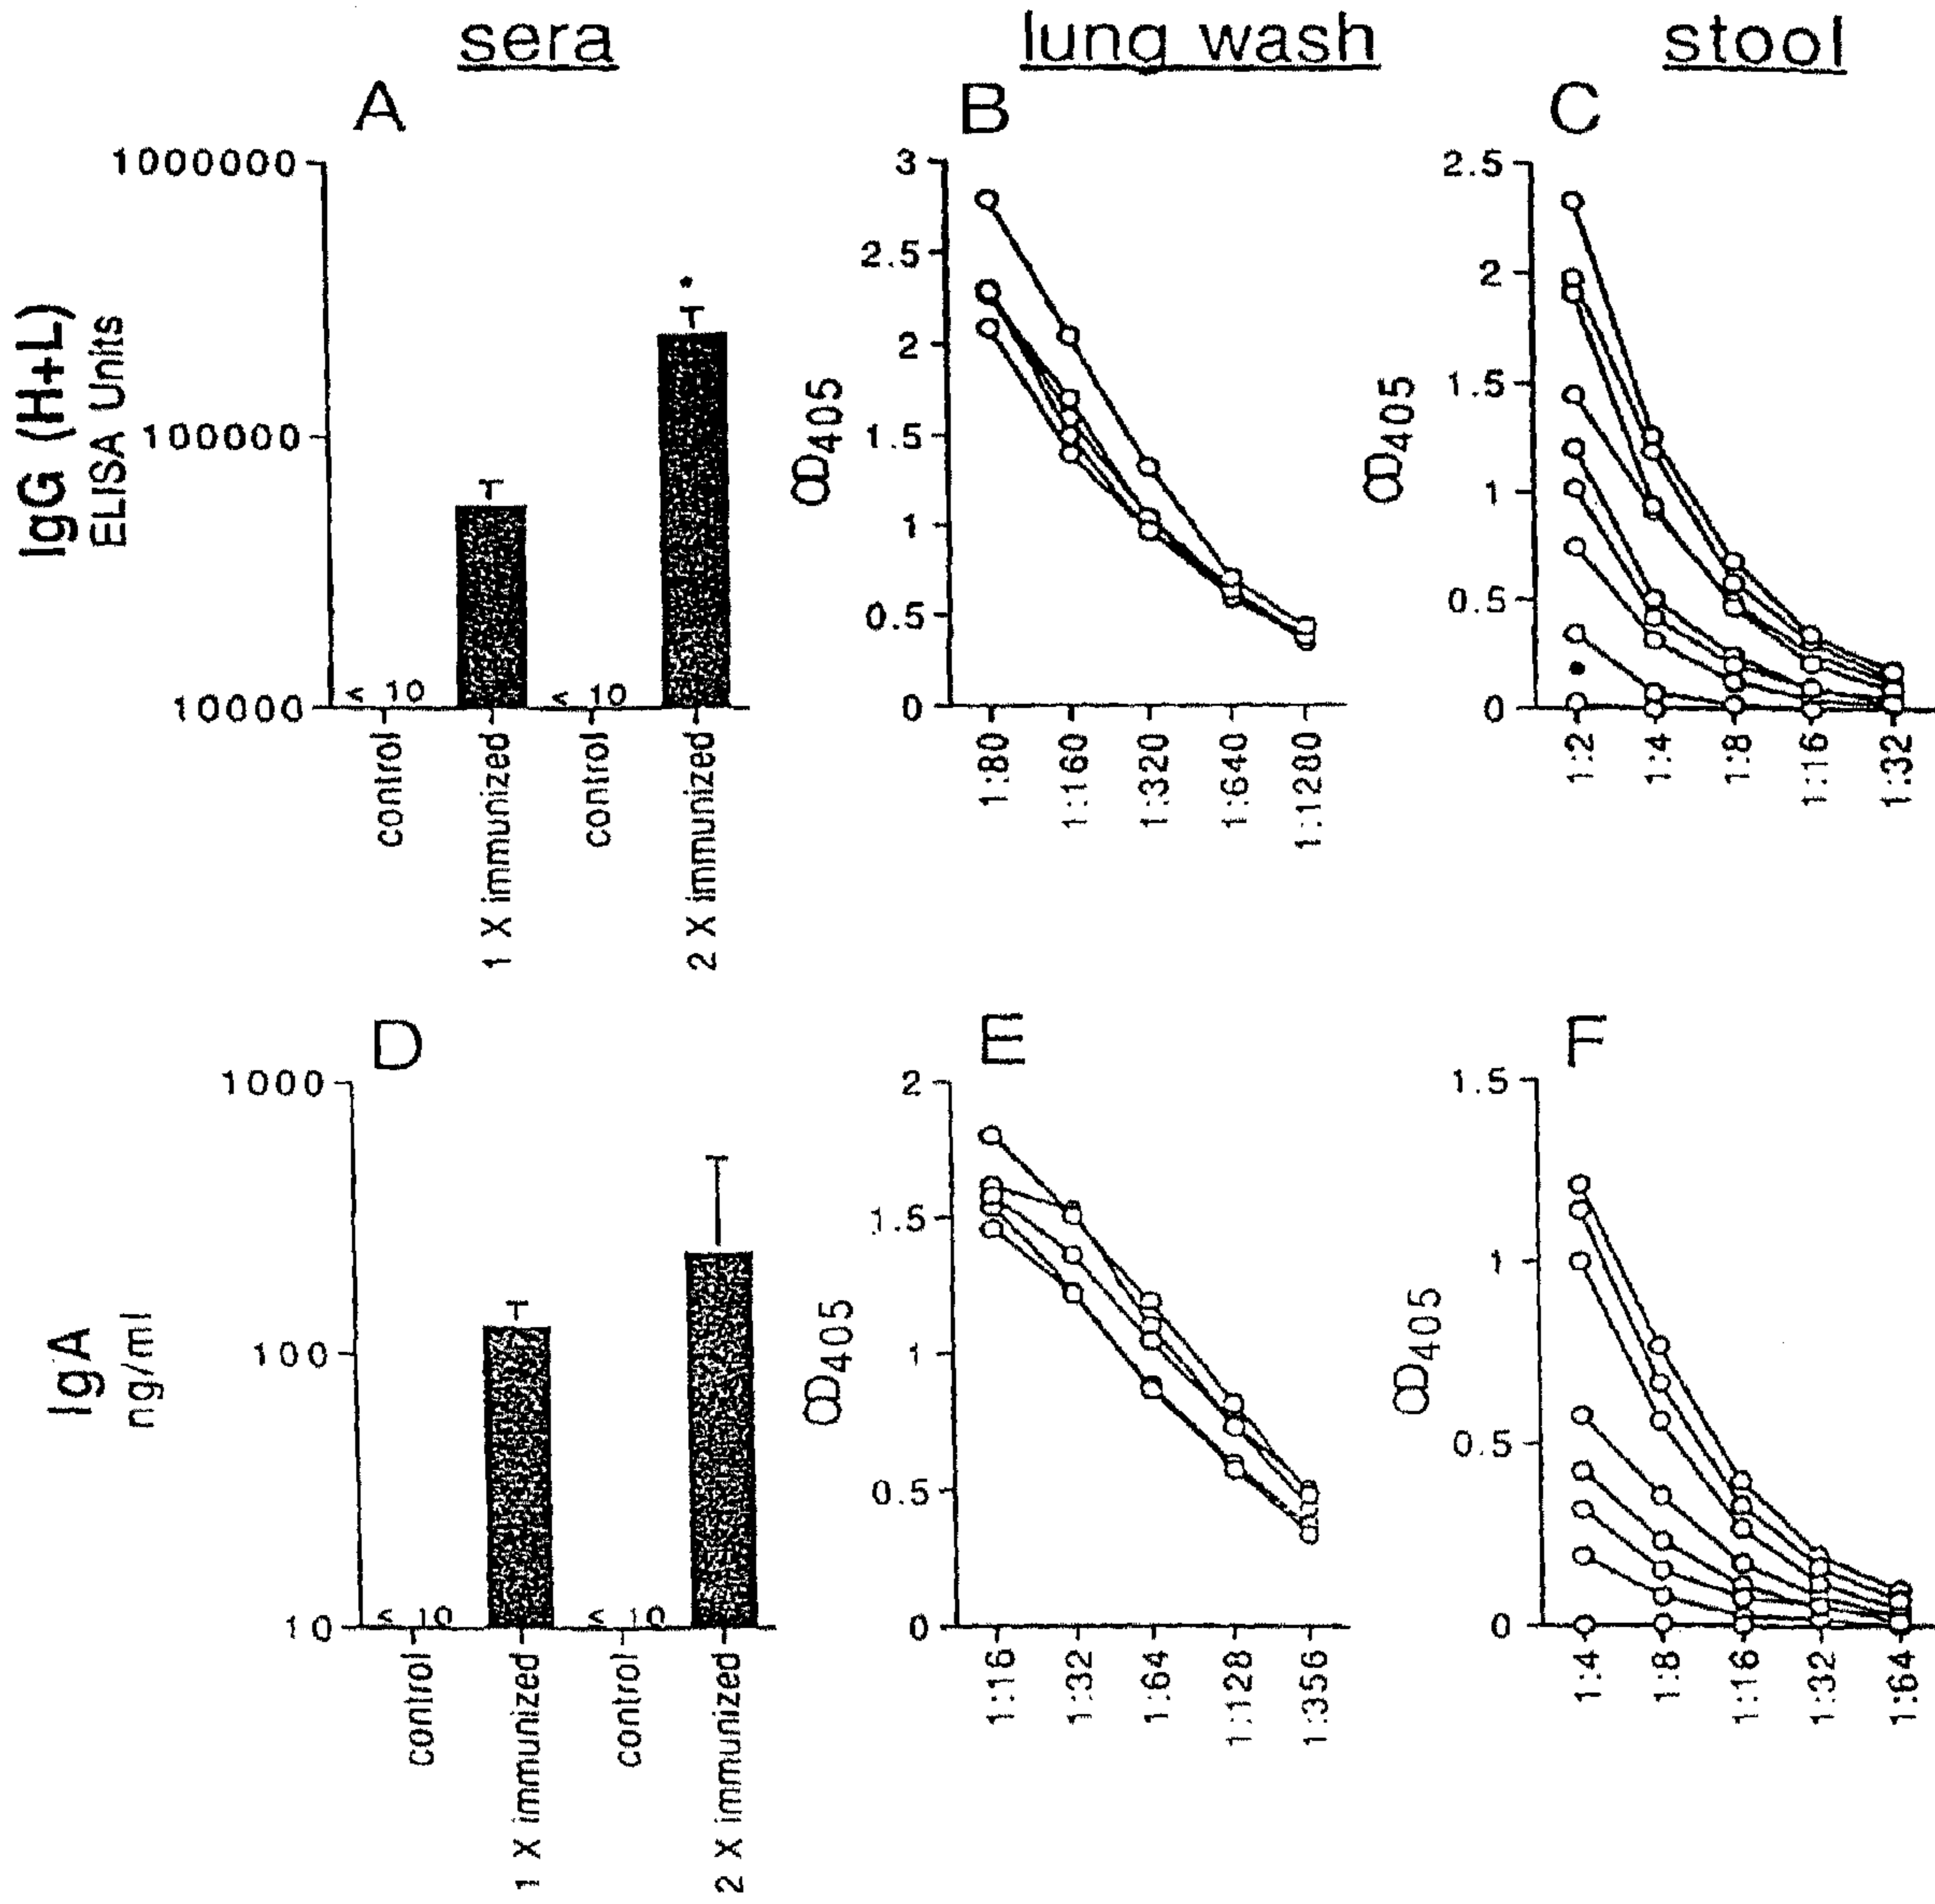 sera
lung wash
stool
A
B
C
IgG (H+L)
ELISA Units
1000000
100000
10000
< 10
< 10
control
1 X immunized
control
2 X immunized
OD405
3
2.5
2
1.5
1
0.5
0
1:80
1:160
1:320
1:640
1:1280
OD405
2.5
2
1.5
1
0.5
0
1:2
1:4
1:8
1:16
1:32
D
E
F
IgA
ng/ml
1000
100
10
< 10
< 10
control
1 X immunized
control
2 X immunized
OD405
2
1.5
1
0.5
0
1:16
1:32
1:64
1:128
1:356
OD405
1.5
1
0.5
0
1:4
1:8
1:16
1:32
1:64